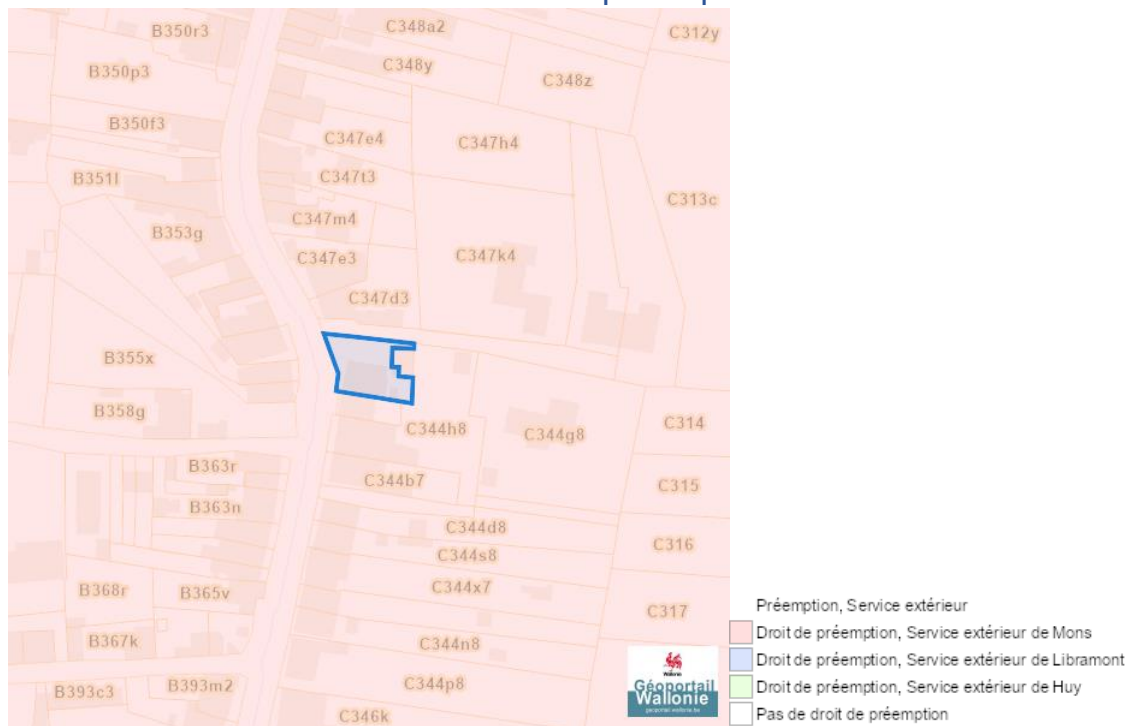 B350r3
C348a2
C312y
C348y
B350p3
C348z
B350f3
C347e4
C347h4
B351l
C347t3
C313c
C347m4
B353g
C347e3
C347k4
C347d3
B355x
B358g
C344h8
C344g8
C314
B363r
C344b7
C315
B363n
C344d8
C316
C344s8
B368r
B365v
C344x7
C317
B367k
C344n8
B393c3
B393m2
C344p8
C346k
Wallonie
Géoportail
Wallonie
geoportail.wallonie.be
Préemption, Service extérieur
Droit de préemption, Service extérieur de Mons
Droit de préemption, Service extérieur de Libramont
Droit de préemption, Service extérieur de Huy
Pas de droit de préemption